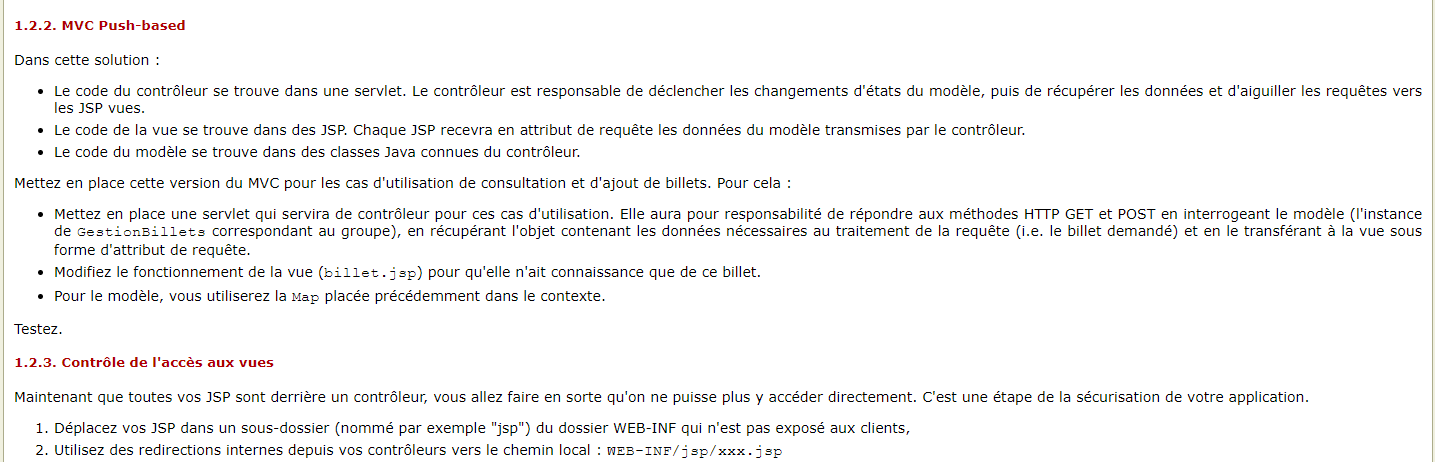 1.2.2. MVC Push-based
Dans cette solution :
• Le code du contrôleur se trouve dans une servlet. Le contrôleur est responsable de déclencher les changements d'états du modèle, puis de récupérer les données et d'aiguiller les requêtes vers
les JSP vues.
• Le code de la vue se trouve dans des JSP. Chaque JSP recevra en attribut de requête les données du modèle transmises par le contrôleur.
• Le code du modèle se trouve dans des classes Java connues du contrôleur.
Mettez en place cette version du MVC pour les cas d'utilisation de consultation et d'ajout de billets. Pour cela :
• Mettez en place une servlet qui servira de contrôleur pour ces cas d'utilisation. Elle aura pour responsabilité de répondre aux méthodes HTTP GET et POST en interrogeant le modèle (l'instance
de GestionBillets correspondant au groupe), en récupérant l'objet contenant les données nécessaires au traitement de la requête (i.e. le billet demandé) et en le transférant à la vue sous
forme d'attribut de requête.
• Modifiez le fonctionnement de la vue (billet.jsp) pour qu'elle n'ait connaissance que de ce billet.
• Pour le modèle, vous utiliserez la Map placée précédemment dans le contexte.
Testez.
1.2.3. Contrôle de l'accès aux vues
Maintenant que toutes vos JSP sont derrière un contrôleur, vous allez faire en sorte qu'on ne puisse plus y accéder directement. C'est une étape de la sécurisation de votre application.
1. Déplacez vos JSP dans un sous-dossier (nommé par exemple "jsp") du dossier WEB-INF qui n'est pas exposé aux clients,
2. Utilisez des redirections internes depuis vos contrôleurs vers le chemin local : WEB-INF/jsp/xxx.jsp